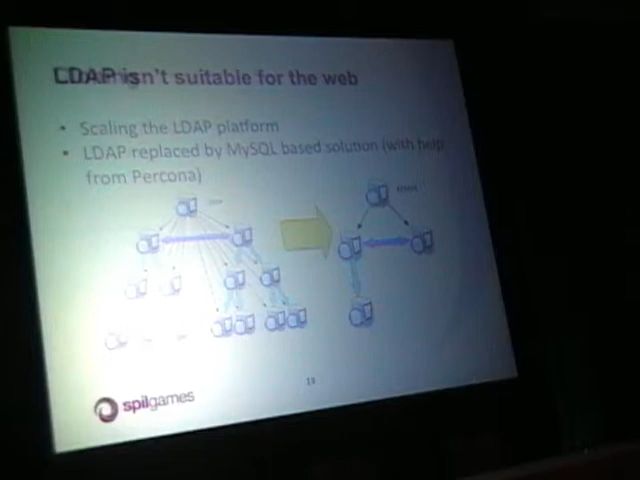 LDAP isn't suitable for the web
• Scaling the LDAP platform
• LDAP replaced by MySQL based solution (with help
from Percona)
spilgames